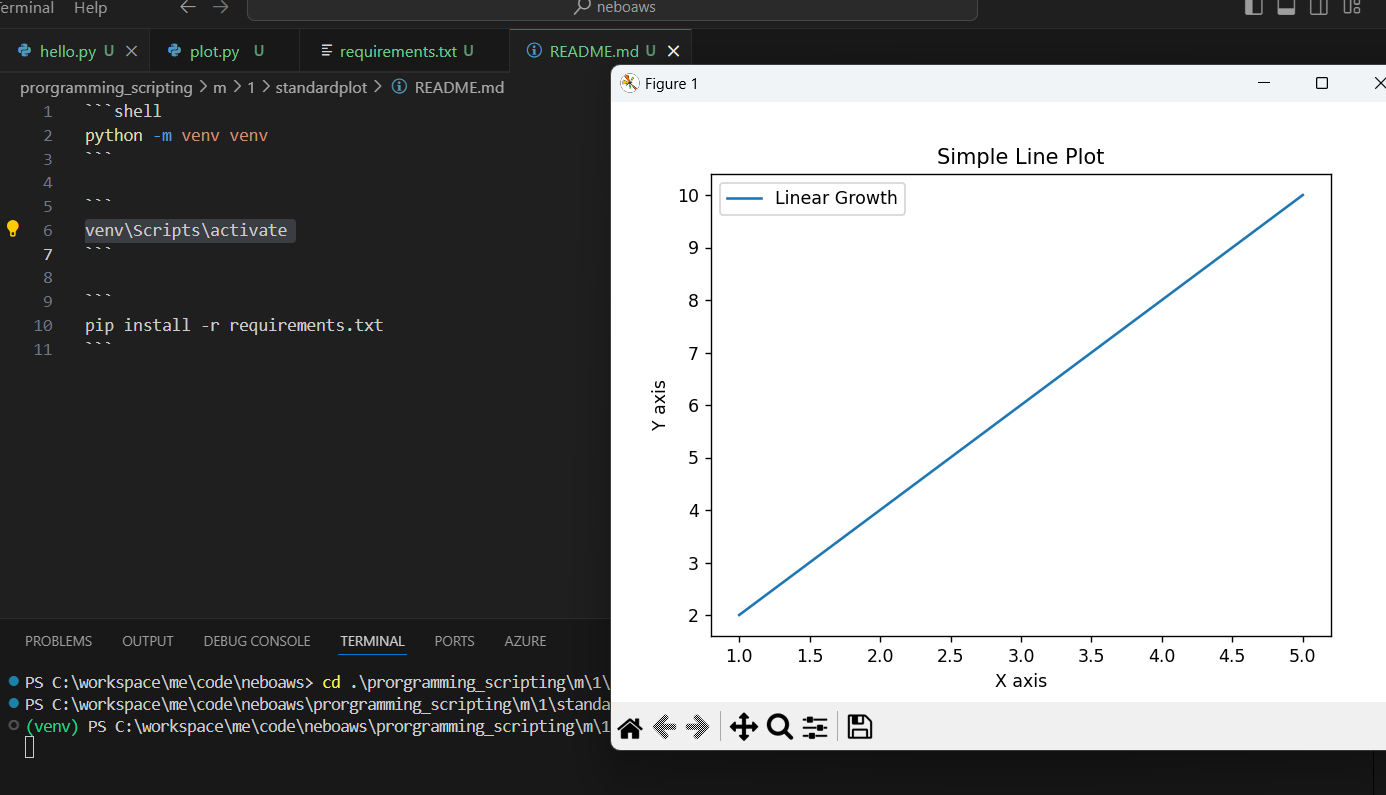 Terminal Help neboaws
hello.py U plot.py U requirements.txt U README.md U
prorgramming_scripting > m > 1 > standardplot > README.md
1 ```shell
2 python -m venv venv
3 ```
4
5 ```
6 venv\Scripts\activate
7 ```
8
9 ```
10 pip install -r requirements.txt
11 ```
PROBLEMS OUTPUT DEBUG CONSOLE TERMINAL PORTS AZURE
PS C:\workspace\me\code\neboaws> cd .\prorgramming_scripting\m\1\
PS C:\workspace\me\code\neboaws\prorgramming_scripting\m\1\standa
(venv) PS C:\workspace\me\code\neboaws\prorgramming_scripting\m\1
Figure 1
Simple Line Plot
Linear Growth
10
9
8
7
6
5
4
3
2
Y axis
1.0 1.5 2.0 2.5 3.0 3.5 4.0 4.5 5.0
X axis